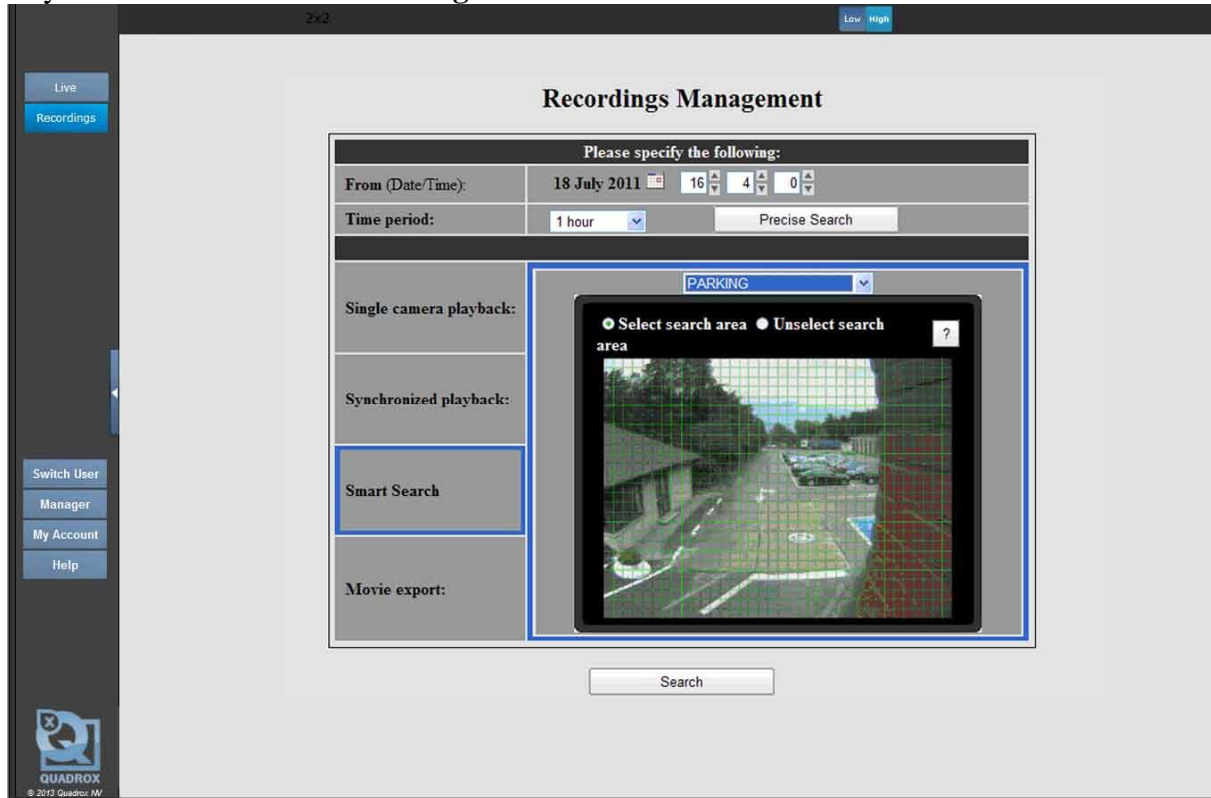 2x2
Low High
Live
Recordings
Recordings Management
Please specify the following:
From (Date/Time):
18 July 2011 16 4 0
Time period:
1 hour
Precise Search
PARKING
Single camera playback:
Select search area Unselect search
area
?
Synchronized playback:
Smart Search
Movie export:
Search
Switch User
Manager
My Account
Help
QUADROX
© 2013 Quadrox NV